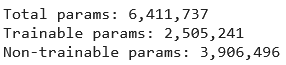 Total params: 6,411,737
Trainable params: 2,505,241
Non-trainable params: 3,906,496